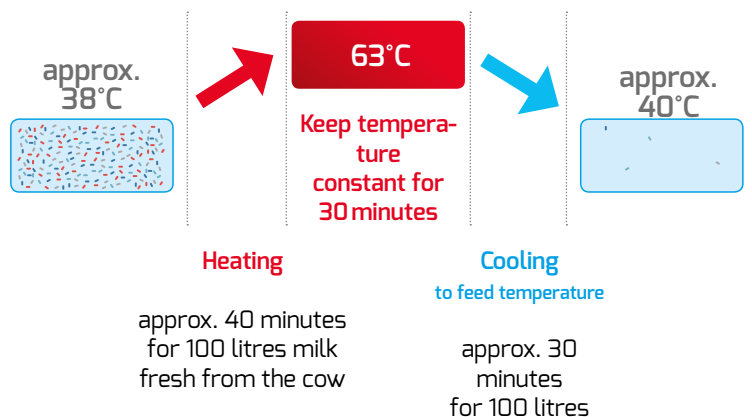 approx.
38°C
63°C
Keep tempera-
ture
constant for
30 minutes
approx.
40°C
Heating
approx. 40 minutes
for 100 litres milk
fresh from the cow
Cooling
to feed temperature
approx. 30
minutes
for 100 litres